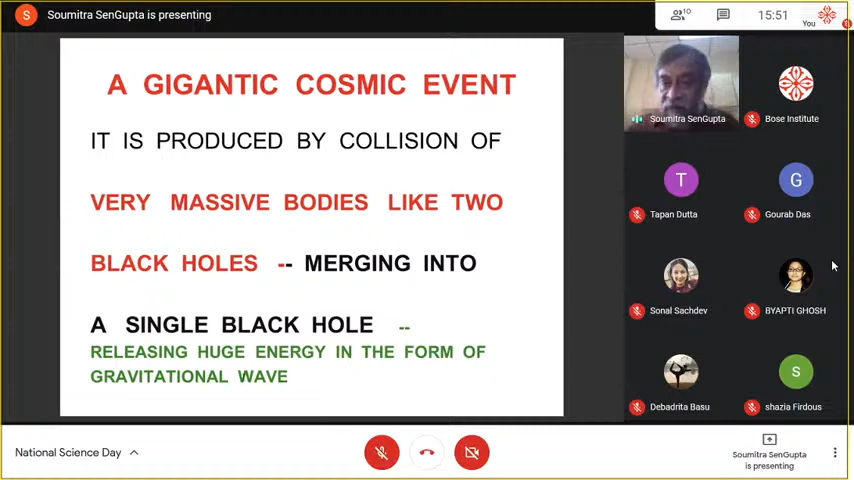 S Soumitra SenGupta is presenting
10
15:51
You
A GIGANTIC COSMIC EVENT
IT IS PRODUCED BY COLLISION OF
VERY MASSIVE BODIES LIKE TWO
BLACK HOLES -- MERGING INTO
A SINGLE BLACK HOLE --
RELEASING HUGE ENERGY IN THE FORM OF
GRAVITATIONAL WAVE
Soumitra SenGupta
Bose Institute
T
Tapan Dutta
G
Gourab Das
Sonal Sachdev
BYAPTI GHOSH
Debadrita Basu
s
shazia Firdous
National Science Day
Soumitra SenGupta
is presenting